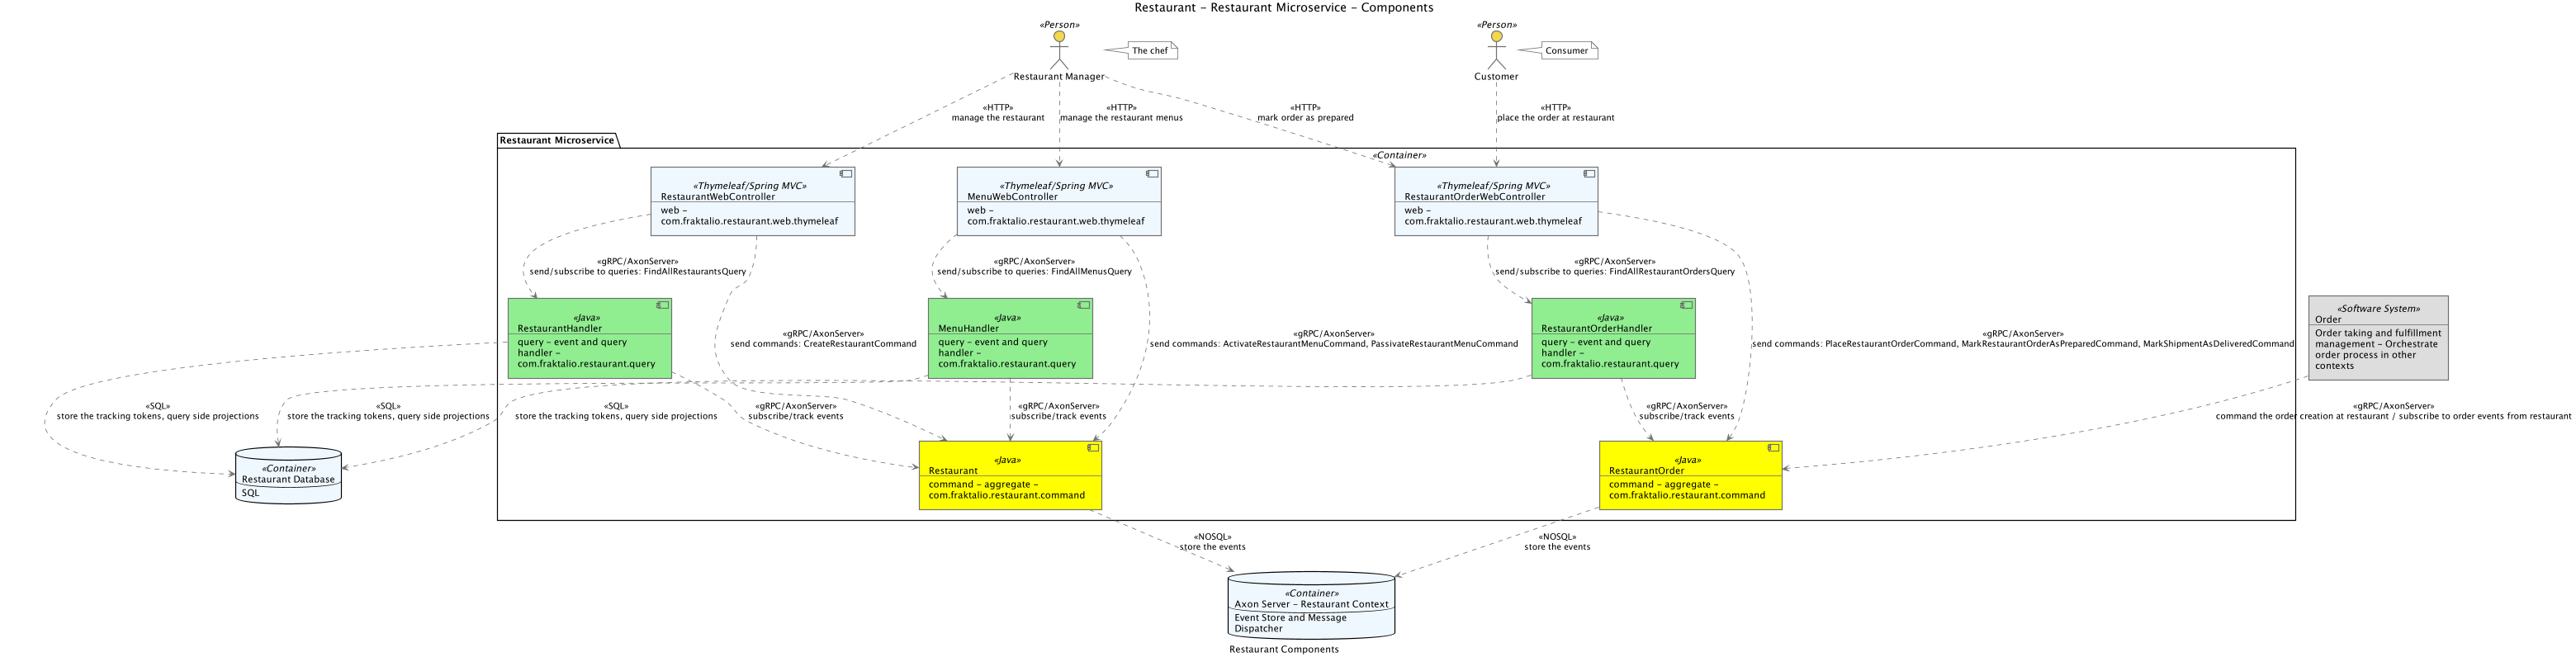 Restaurant - Restaurant Microservice - Components
«Person»
Restaurant Manager
The chef
«Person»
Customer
Consumer
«HTTP»
manage the restaurant
«HTTP»
manage the restaurant menus
«HTTP»
mark order as prepared
«HTTP»
place the order at restaurant
Restaurant Microservice
«Container»
«Thymeleaf/Spring MVC»
RestaurantWebController
web -
com.fraktalio.restaurant.web.thymeleaf
«Thymeleaf/Spring MVC»
MenuWebController
web -
com.fraktalio.restaurant.web.thymeleaf
«Thymeleaf/Spring MVC»
RestaurantOrderWebController
web -
com.fraktalio.restaurant.web.thymeleaf
«gRPC/AxonServer»
send/subscribe to queries: FindAllRestaurantsQuery
«gRPC/AxonServer»
send/subscribe to queries: FindAllMenusQuery
«gRPC/AxonServer»
send/subscribe to queries: FindAllRestaurantOrdersQuery
«Java»
RestaurantHandler
query - event and query
handler -
com.fraktalio.restaurant.query
«gRPC/AxonServer»
send commands: CreateRestaurantCommand
«Java»
MenuHandler
query - event and query
handler -
com.fraktalio.restaurant.query
«gRPC/AxonServer»
send commands: ActivateRestaurantMenuCommand, PassivateRestaurantMenuCommand
«Java»
RestaurantOrderHandler
query - event and query
handler -
com.fraktalio.restaurant.query
«gRPC/AxonServer»
send commands: PlaceRestaurantOrderCommand, MarkRestaurantOrderAsPreparedCommand, MarkShipmentAsDeliveredCommand
«Software System»
Order
Order taking and fulfillment
management - Orchestrate
order process in other
contexts
«SQL»
store the tracking tokens, query side projections
«SQL»
store the tracking tokens, query side projections
«SQL»
store the tracking tokens, query side projections
«gRPC/AxonServer»
subscribe/track events
«gRPC/AxonServer»
subscribe/track events
«gRPC/AxonServer»
subscribe/track events
«gRPC/AxonServer»
command the order creation at restaurant / subscribe to order events from restaurant
«Container»
Restaurant Database
SQL
«Java»
Restaurant
command - aggregate -
com.fraktalio.restaurant.command
«Java»
RestaurantOrder
command - aggregate -
com.fraktalio.restaurant.command
«NOSQL»
store the events
«NOSQL»
store the events
«Container»
Axon Server - Restaurant Context
Event Store and Message
Dispatcher
Restaurant Components